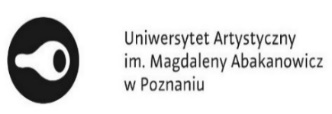 Uniwersytet Artystyczny
im. Magdaleny Abakanowicz
w Poznaniu